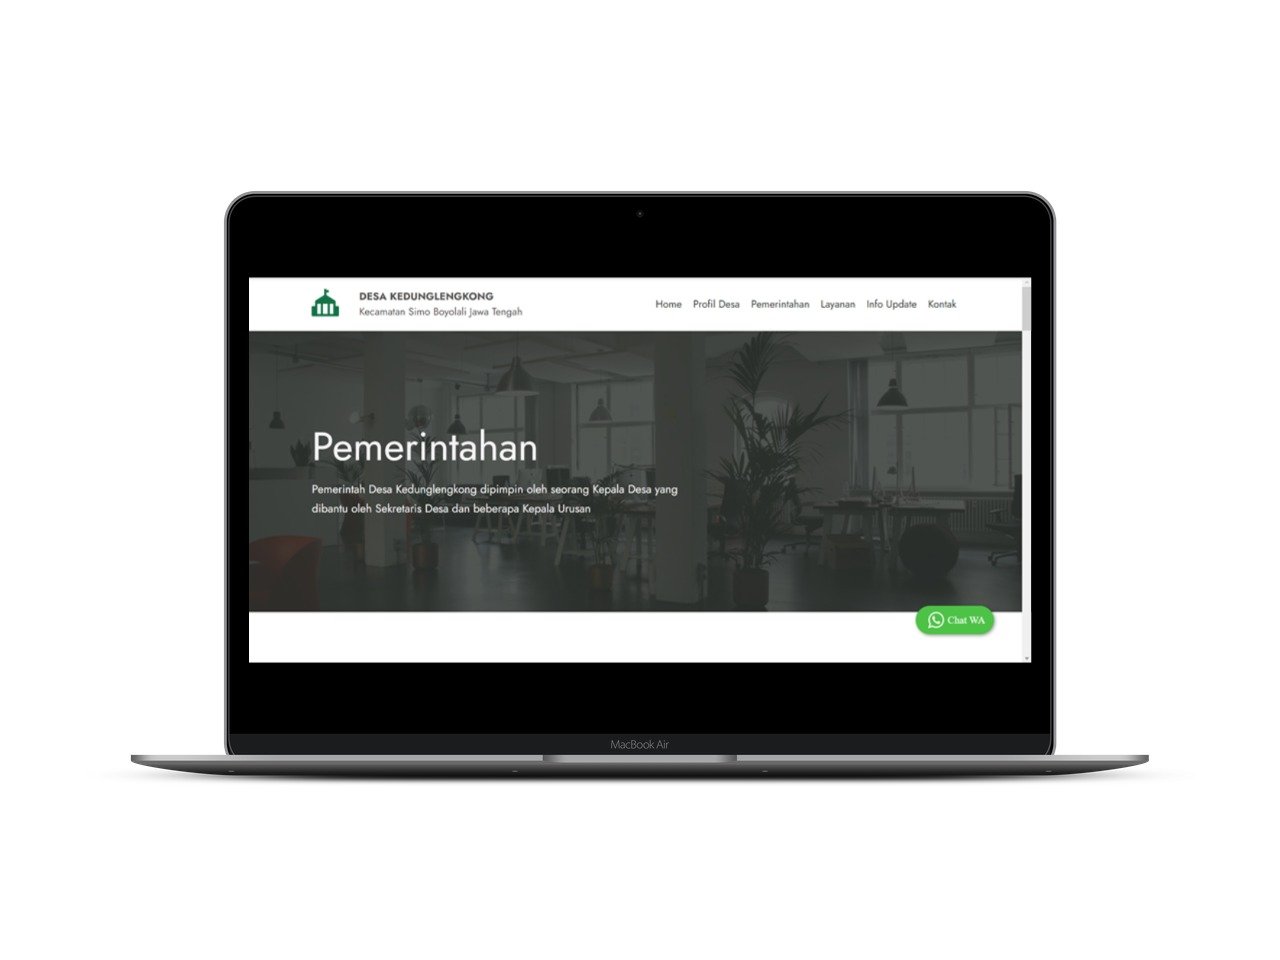 DESA KEDUNGLENGKONG
Kecamatan Simo Boyolali Jawa Tengah
Home Profil Desa Pemerintahan Layanan Info Update Kontak
Pemerintahan
Pemerintah Desa Kedunglengkong dipimpin oleh seorang Kepala Desa yang
dibantu oleh Sekretaris Desa dan beberapa Kepala Urusan
Chat WA
MacBook Air